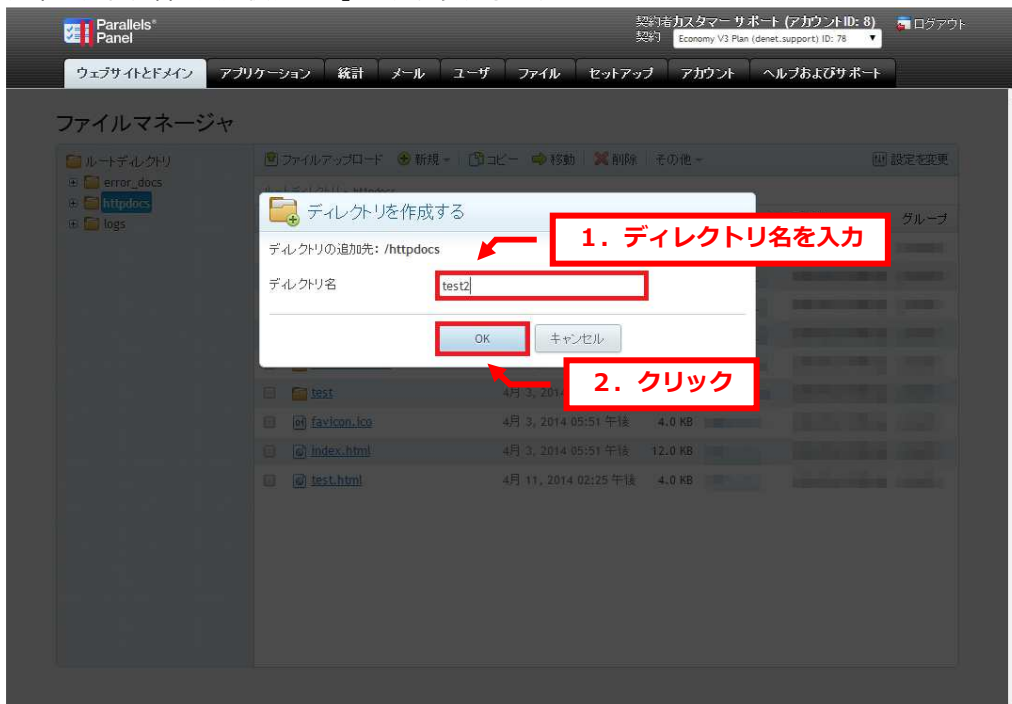 Parallels®
Panel
契約者カスタマー サポート (アカウントID: 8)
契約 Economy V3 Plan (denet.support) ID: 78
ログアウト
ウェブサイトとドメイン アプリケーション 統計 メール ユーザ ファイル セットアップ アカウント ヘルプおよびサポート
ファイルマネージャ
ルートディレクトリ
error_docs
httpdocs
logs
ファイルアップロード 新規 コピー 移動 削除 その他 設定を変更
グループ
ディレクトリを作成する
ディレクトリの追加先: /httpdocs
1．ディレクトリ名を入力
ディレクトリ名 test2
OK キャンセル
2．クリック
test 4月 3, 2014
favicon.ico 4月 3, 2014 05:51 午後 4.0 KB
index.html 4月 3, 2014 05:51 午後 12.0 KB
test.html 4月 11, 2014 02:25 午後 4.0 KB